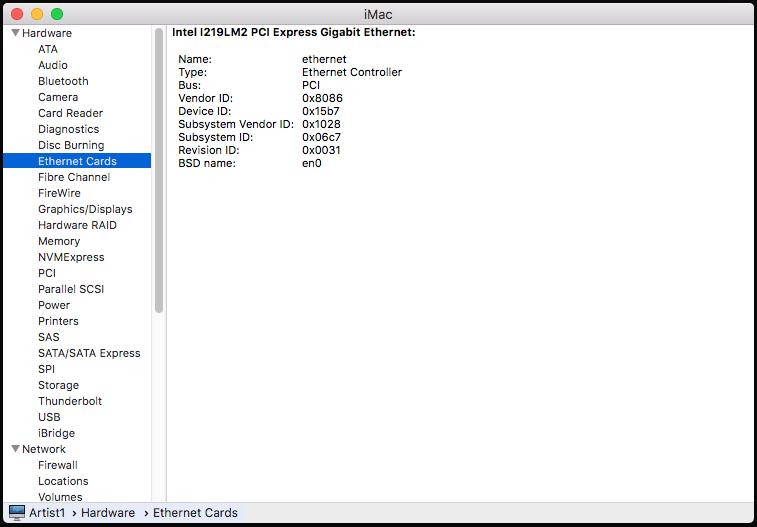 iMac
Hardware
ATA
Audio
Bluetooth
Camera
Card Reader
Diagnostics
Disc Burning
Ethernet Cards
Fibre Channel
FireWire
Graphics/Displays
Hardware RAID
Memory
NVMExpress
PCI
Parallel SCSI
Power
Printers
SAS
SATA/SATA Express
SPI
Storage
Thunderbolt
USB
iBridge
Network
Firewall
Locations
Volumes
Intel I219LM2 PCI Express Gigabit Ethernet:
Name: ethernet
Type: Ethernet Controller
Bus: PCI
Vendor ID: 0x8086
Device ID: 0x15b7
Subsystem Vendor ID: 0x1028
Subsystem ID: 0x06c7
Revision ID: 0x0031
BSD name: en0
Artist1 › Hardware › Ethernet Cards